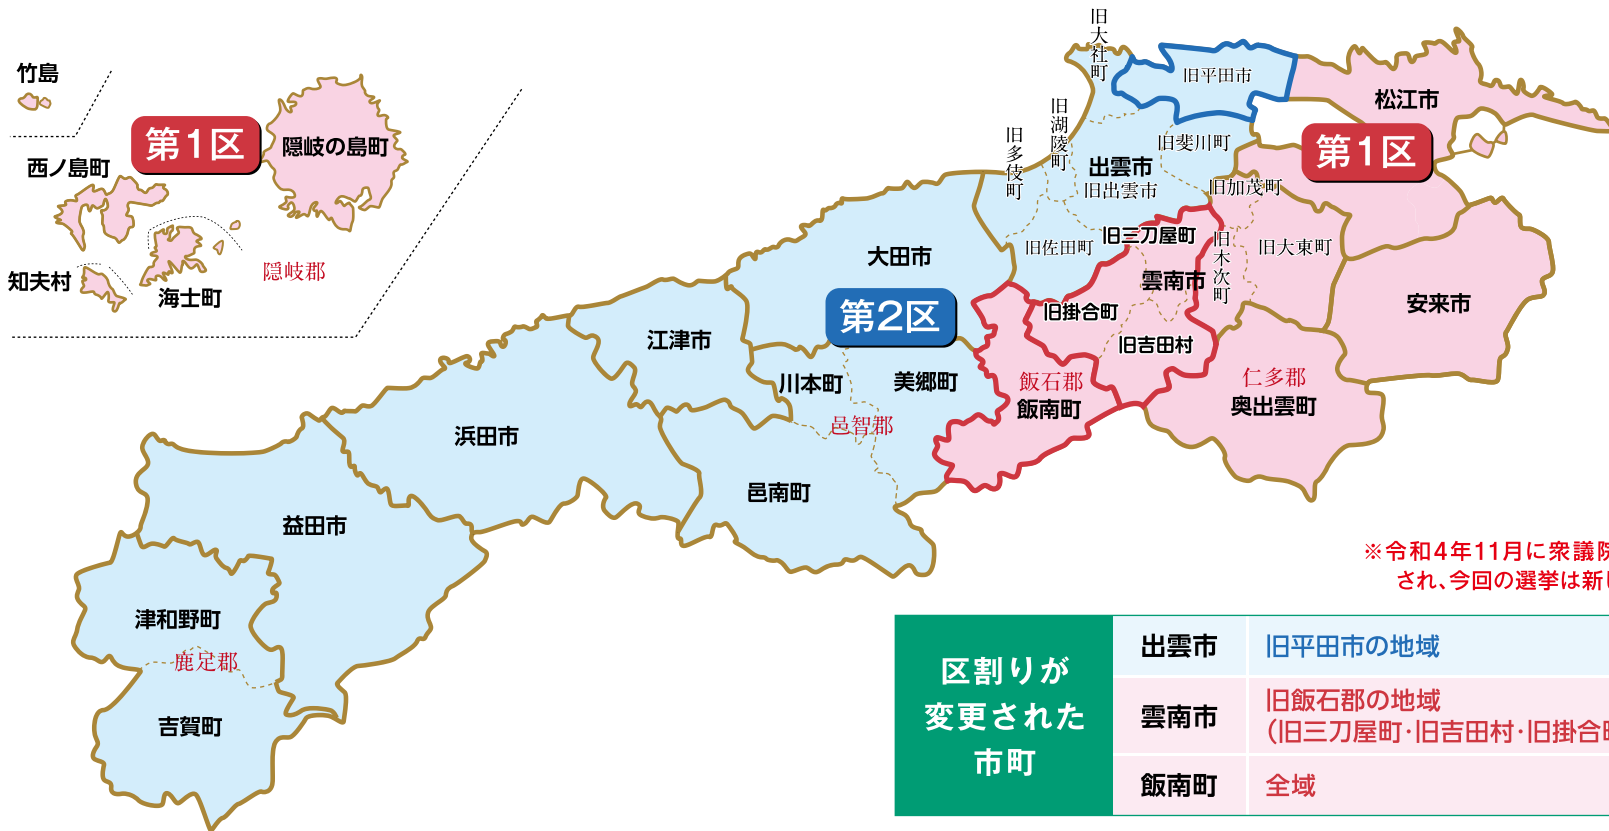 竹島
第1区
西ノ島町
隠岐の島町
知夫村
海士町
隠岐郡
旧大社町
旧平田市
松江市
旧湖陵町
旧多伎町
出雲市
旧出雲市
旧斐川町
第1区
旧加茂町
旧佐田町
旧三刀屋町
旧木次町
旧大東町
大田市
雲南市
安来市
第2区
旧掛合町
旧吉田村
江津市
川本町
美郷町
飯石郡
飯南町
仁多郡
奥出雲町
邑智郡
浜田市
邑南町
益田市
津和野町
鹿足郡
吉賀町
※令和4年11月に衆議院
され、今回の選挙は新し
区割りが
変更された
市町
出雲市
旧平田市の地域
雲南市
旧飯石郡の地域
(旧三刀屋町・旧吉田村・旧掛合町
飯南町
全域